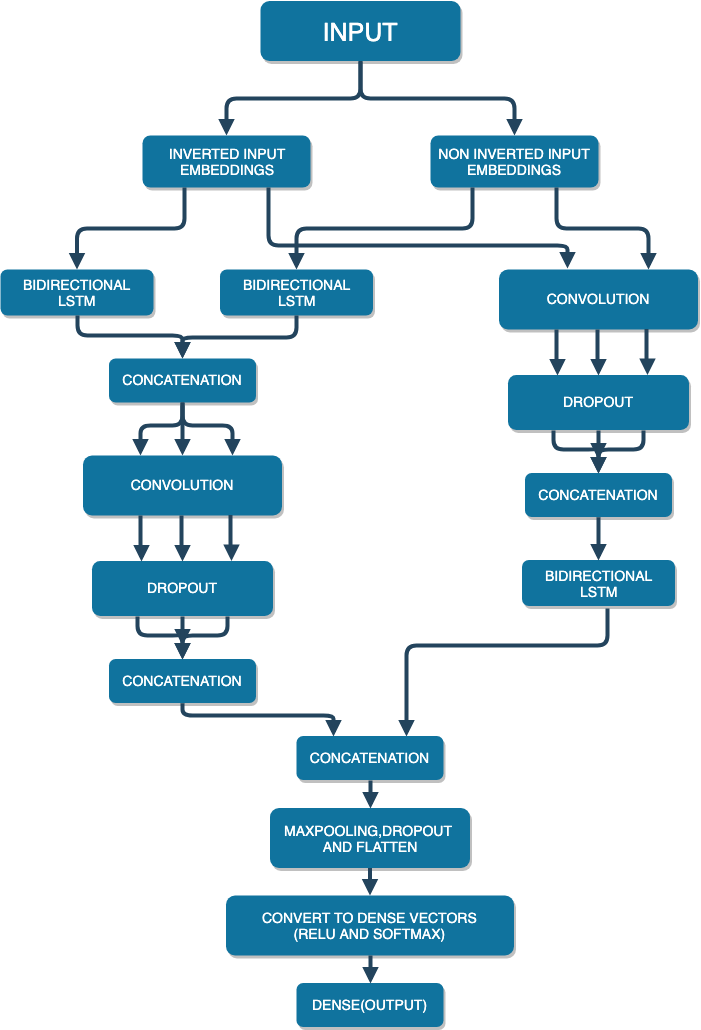 INPUT
INVERTED INPUT
EMBEDDINGS
NON INVERTED INPUT
EMBEDDINGS
BIDIRECTIONAL
LSTM
BIDIRECTIONAL
LSTM
CONVOLUTION
CONCATENATION
DROPOUT
CONVOLUTION
CONCATENATION
BIDIRECTIONAL
LSTM
DROPOUT
CONCATENATION
CONCATENATION
MAXPOOLING,DROPOUT
AND FLATTEN
CONVERT TO DENSE VECTORS
(RELU AND SOFTMAX)
DENSE(OUTPUT)